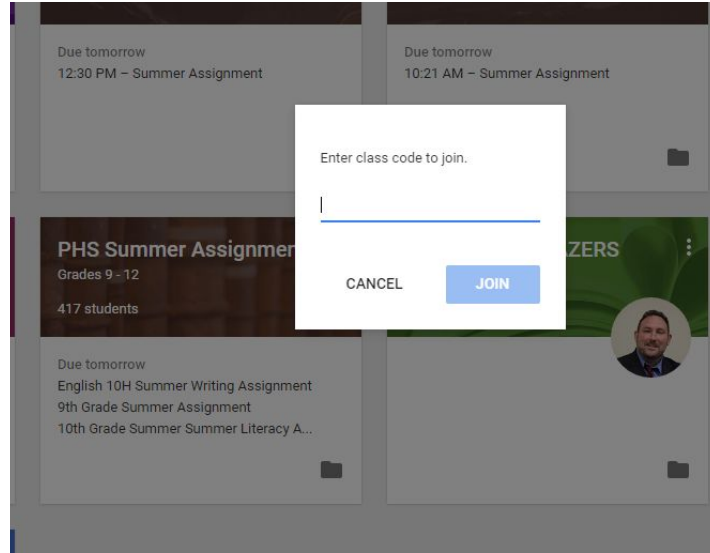 Due tomorrow
12:30 PM – Summer Assignment
Due tomorrow
10:21 AM – Summer Assignment
Enter class code to join.
CANCEL
JOIN
PHS Summer Assignmen
Grades 9 - 12
417 students
Due tomorrow
English 10H Summer Writing Assignment
9th Grade Summer Assignment
10th Grade Summer Summer Literacy A...
AZERS